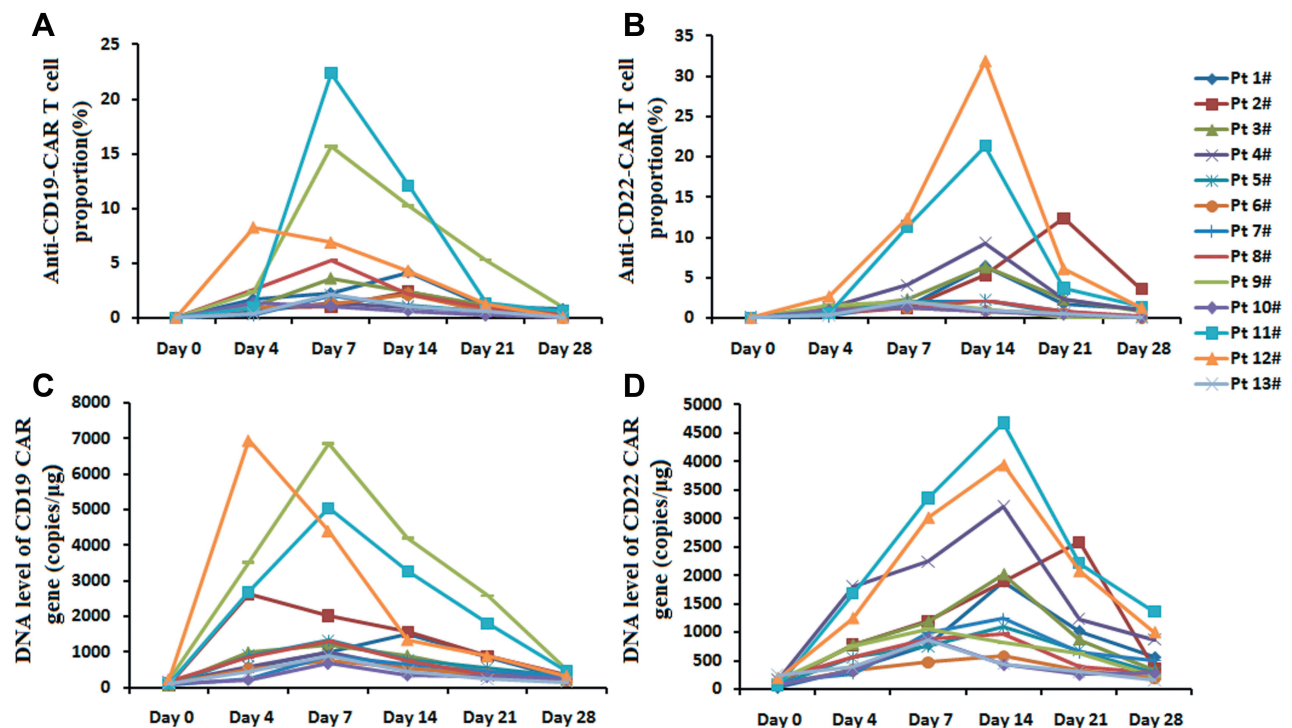 A
Anti-CD19-CAR T cell
proportion(%)
25
20
15
10
5
0
Day 0 Day 4 Day 7 Day 14 Day 21 Day 28
B
Anti-CD22-CAR T cell
proportion(%)
35
30
25
20
15
10
5
0
Day 0 Day 4 Day 7 Day 14 Day 21 Day 28
Pt 1#
Pt 2#
Pt 3#
Pt 4#
Pt 5#
Pt 6#
Pt 7#
Pt 8#
Pt 9#
Pt 10#
Pt 11#
Pt 12#
Pt 13#
C
DNA level of CD19 CAR
gene (copies/μg)
8000
7000
6000
5000
4000
3000
2000
1000
0
Day 0 Day 4 Day 7 Day 14 Day 21 Day 28
D
DNA level of CD22 CAR
gene (copies/μg)
5000
4500
4000
3500
3000
2500
2000
1500
1000
500
0
Day 0 Day 4 Day 7 Day 14 Day 21 Day 28